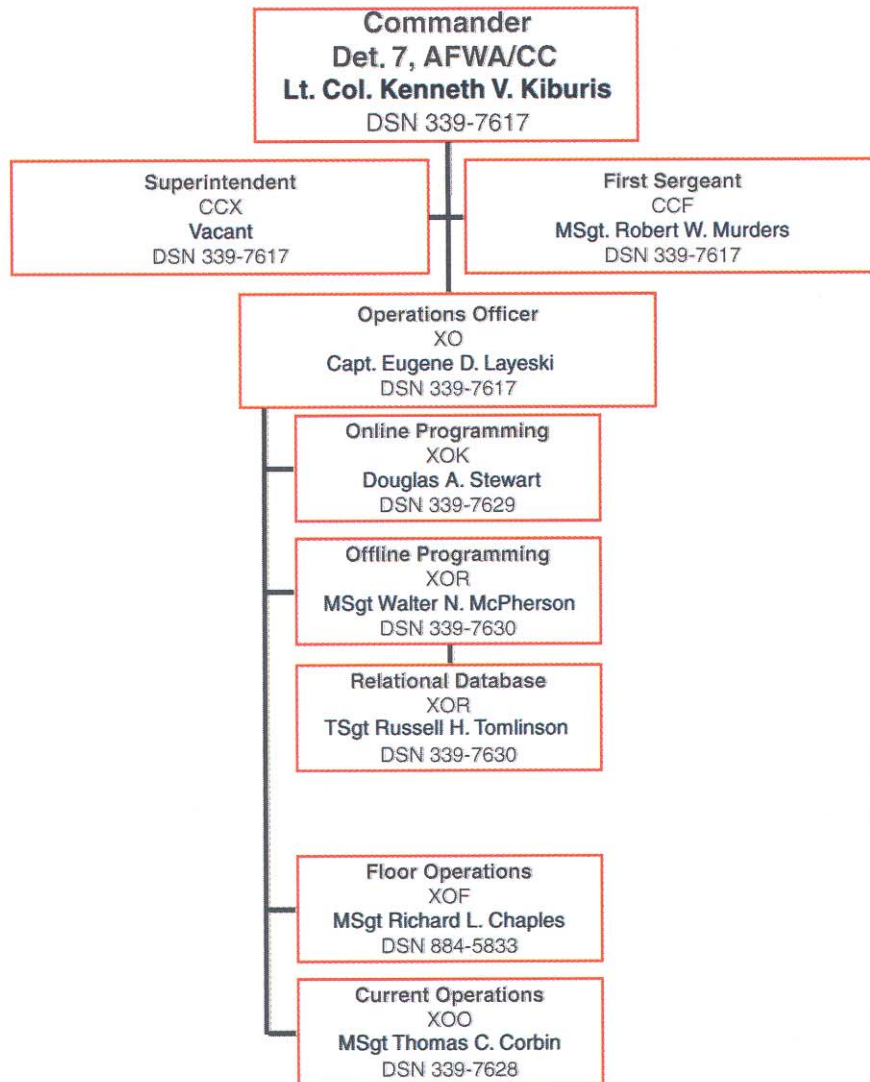 Commander
Det. 7, AFWA/CC
Lt. Col. Kenneth V. Kiburis
DSN 339-7617
Superintendent
CCX
Vacant
DSN 339-7617
First Sergeant
CCF
MSgt. Robert W. Murders
DSN 339-7617
Operations Officer
XO
Capt. Eugene D. Layeski
DSN 339-7617
Online Programming
XOK
Douglas A. Stewart
DSN 339-7629
Offline Programming
XOR
MSgt Walter N. McPherson
DSN 339-7630
Relational Database
XOR
TSgt Russell H. Tomlinson
DSN 339-7630
Floor Operations
XOF
MSgt Richard L. Chaples
DSN 884-5833
Current Operations
XOO
MSgt Thomas C. Corbin
DSN 339-7628